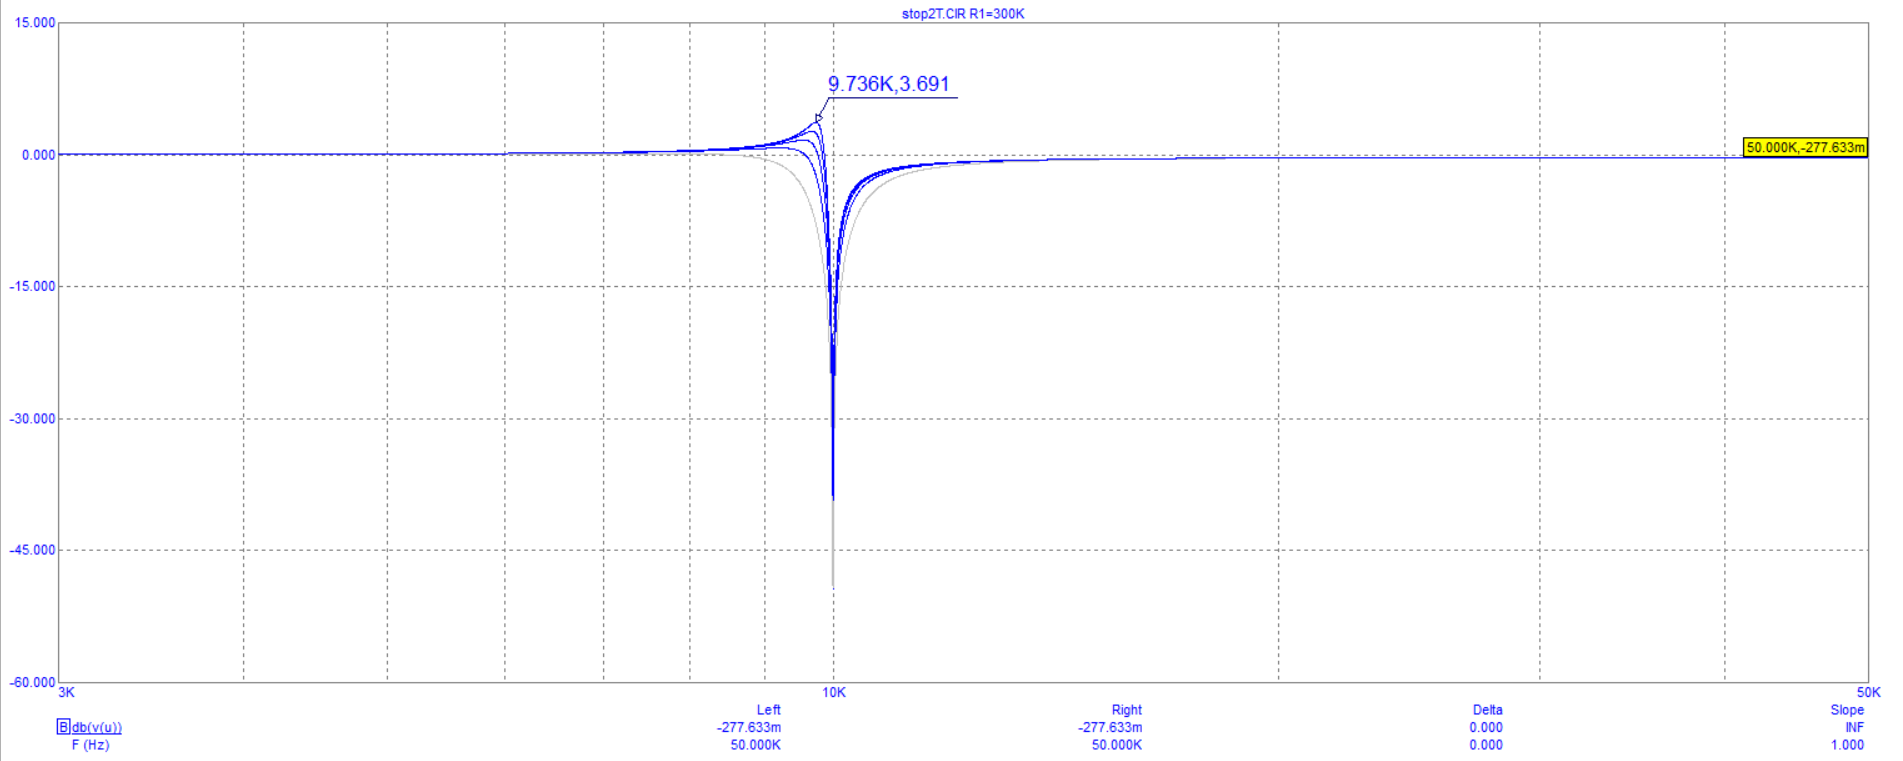 stop2T.CIR R1=300K
15.000
9.736K,3.691
0.000
50.000K,-277.633m
-15.000
-30.000
-45.000
-60.000
3K 10K 50K
Left Right Delta Slope
B db(v(u)) -277.633m -277.633m 0.000 INF
F (Hz) 50.000K 50.000K 0.000 1.000